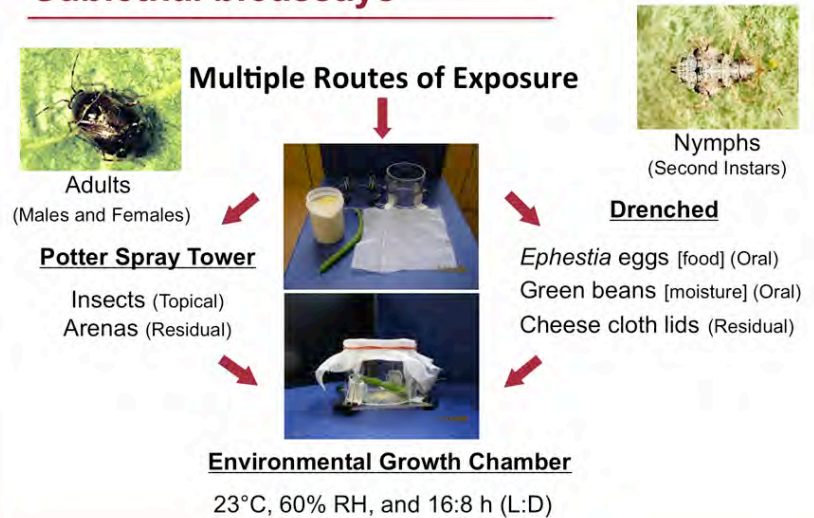 Multiple Routes of Exposure
Adults
(Males and Females)
Nymphs
(Second Instars)
Potter Spray Tower
Insects (Topical)
Arenas (Residual)
Drenched
Ephestia eggs [food] (Oral)
Green beans [moisture] (Oral)
Cheese cloth lids (Residual)
Environmental Growth Chamber
23°C, 60% RH, and 16:8 h (L:D)